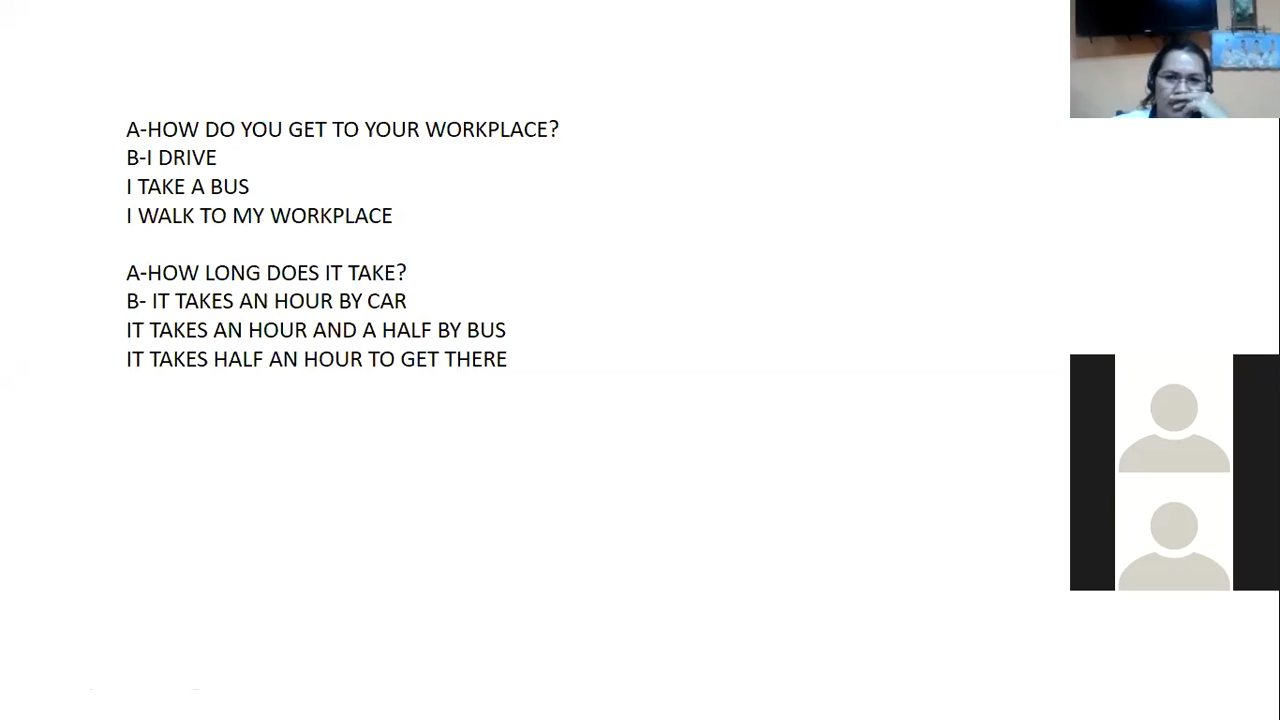 A-HOW DO YOU GET TO YOUR WORKPLACE?
B-I DRIVE
I TAKE A BUS
I WALK TO MY WORKPLACE
A-HOW LONG DOES IT TAKE?
B- IT TAKES AN HOUR BY CAR
IT TAKES AN HOUR AND A HALF BY BUS
IT TAKES HALF AN HOUR TO GET THERE